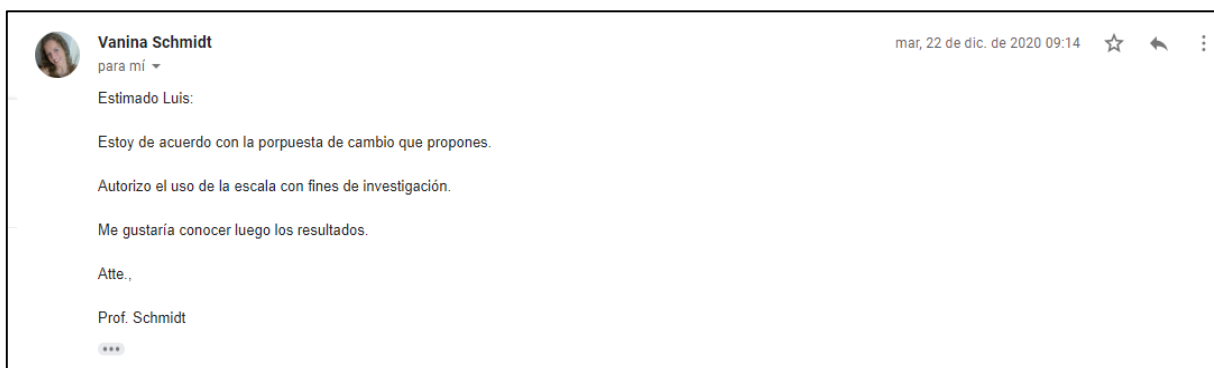 Vanina Schmidt
mar, 22 de dic. de 2020 09:14
para mí
Estimado Luis:
Estoy de acuerdo con la porpuesta de cambio que propones.
Autorizo el uso de la escala con fines de investigación.
Me gustaría conocer luego los resultados.
Atte.,
Prof. Schmidt